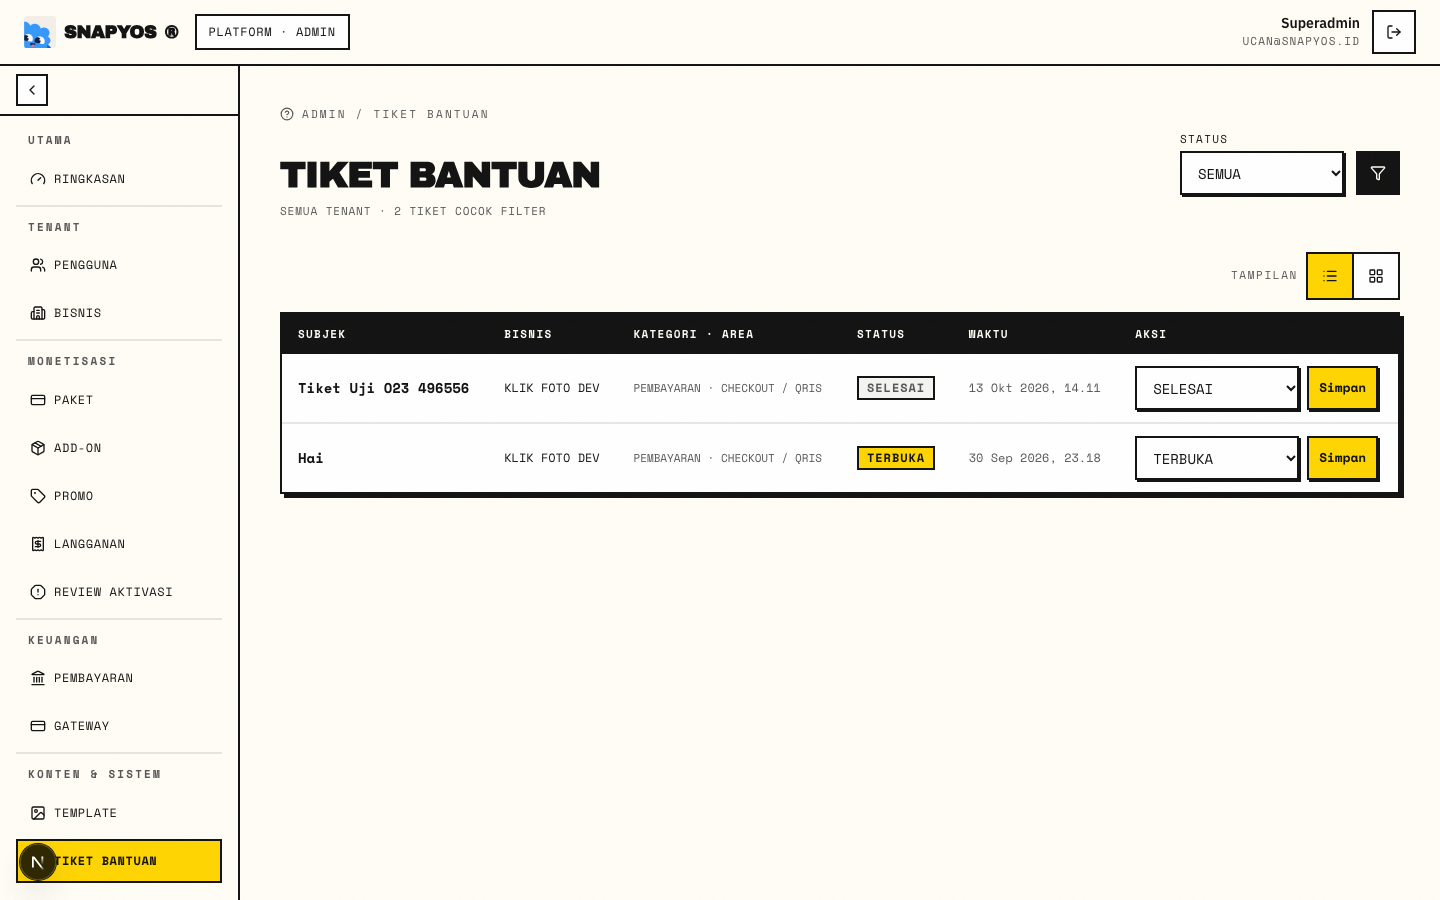 SNAPYOS ®
PLATFORM · ADMIN
Superadmin
UCAN@SNAPYOS.ID
UTAMA
RINGKASAN
TENANT
PENGGUNA
BISNIS
MONETISASI
PAKET
ADD-ON
PROMO
LANGGANAN
REVIEW AKTIVASI
KEUANGAN
PEMBAYARAN
GATEWAY
KONTEN & SISTEM
TEMPLATE
N TIKET BANTUAN
ADMIN / TIKET BANTUAN
TIKET BANTUAN
SEMUA TENANT · 2 TIKET COCOK FILTER
STATUS
SEMUA
TAMPILAN
SUBJEK BISNIS KATEGORI · AREA STATUS WAKTU AKSI
Tiket Uji 023 496556 KLIK FOTO DEV PEMBAYARAN · CHECKOUT / QRIS SELESAI 13 Okt 2026, 14.11 SELESAI Simpan
Hai KLIK FOTO DEV PEMBAYARAN · CHECKOUT / QRIS TERBUKA 30 Sep 2026, 23.18 TERBUKA Simpan